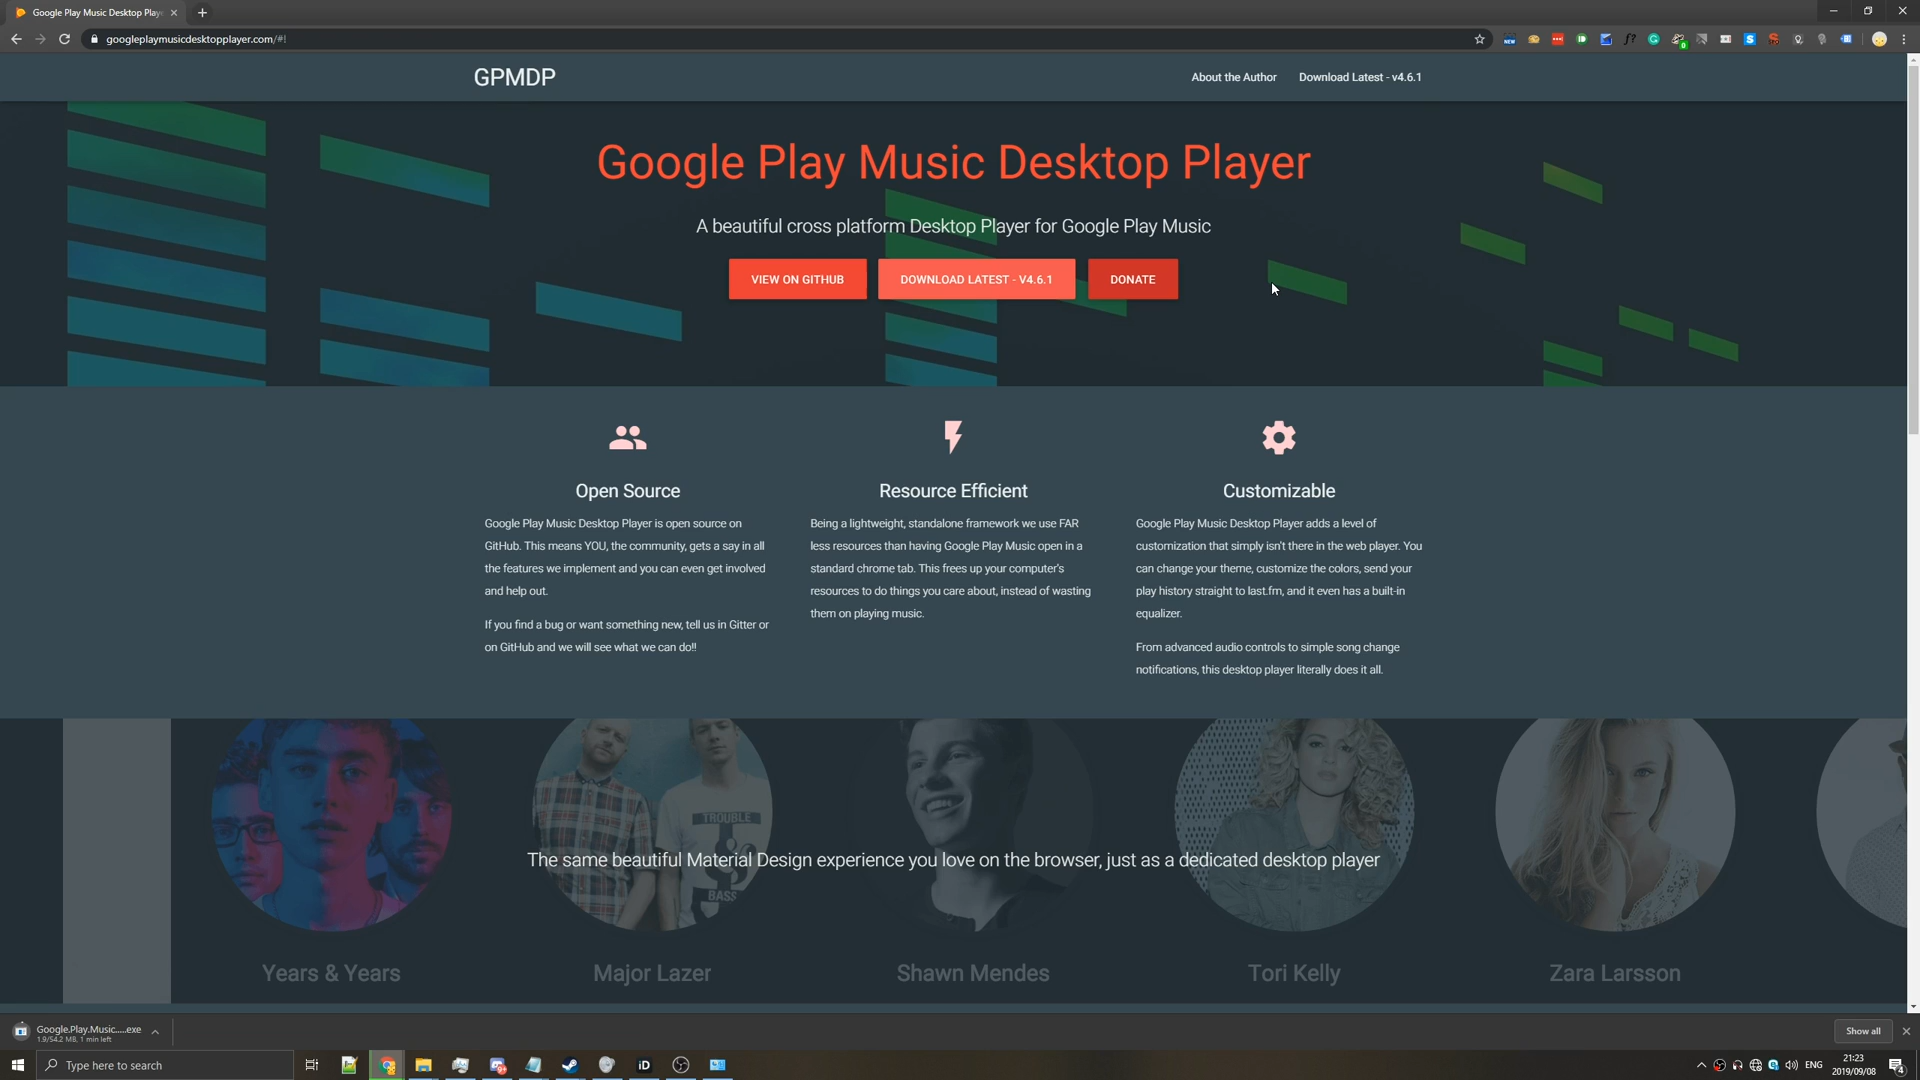 Google Play Music Desktop Play
googleplaymusicdesktopplayer.com/#!
GPMDP
About the Author
Download Latest - v4.6.1
Google Play Music Desktop Player
A beautiful cross platform Desktop Player for Google Play Music
VIEW ON GITHUB
DOWNLOAD LATEST - V4.6.1
DONATE
Open Source
Google Play Music Desktop Player is open source on
GitHub. This means YOU, the community, gets a say in all
the features we implement and you can even get involved
and help out.
If you find a bug or want something new, tell us in Gitter or
on GitHub and we will see what we can do!!
Resource Efficient
Being a lightweight, standalone framework we use FAR
less resources than having Google Play Music open in a
standard chrome tab. This frees up your computer's
resources to do things you care about, instead of wasting
them on playing music.
Customizable
Google Play Music Desktop Player adds a level of
customization that simply isn't there in the web player. You
can change your theme, customize the colors, send your
play history straight to last.fm, and it even has a built-in
equalizer.
From advanced audio controls to simple song change
notifications, this desktop player literally does it all.
TROUBLE
BASS
The same beautiful Material Design experience you love on the browser, just as a dedicated desktop player
Years & Years
Major Lazer
Shawn Mendes
Tori Kelly
Zara Larsson
Google.Play.Music.....exe
1.9/54.2 MB, 1 min left
Show all
Type here to search
iD
ENG
21:23
2019/09/08